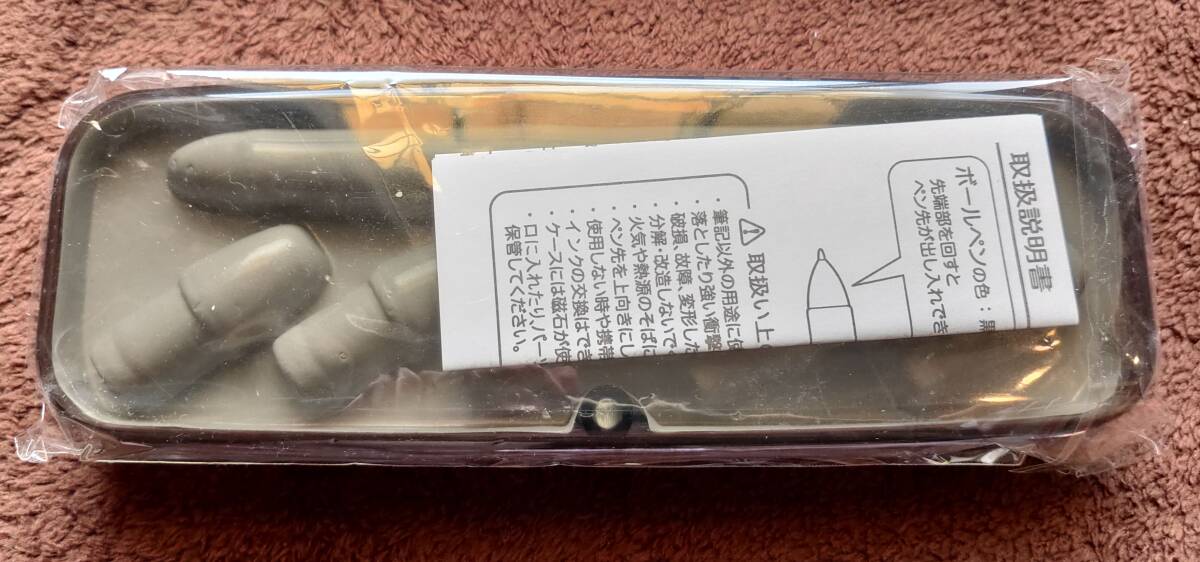 取扱説明書
ボールペンの色：黒
先端部を回すと
ペン先が出し入れでき
取扱い上の
・筆記以外の用途に使
・落としたり強い衝撃
破損、故障、変形した
・分解・改造しないで
・火気や熱源のそばに
・ペン先を上向きにし
・使用しない時や携帯
・インクの交換はでき
・ケースには磁石が使
・口に入れたり、パーツ
保管してください。